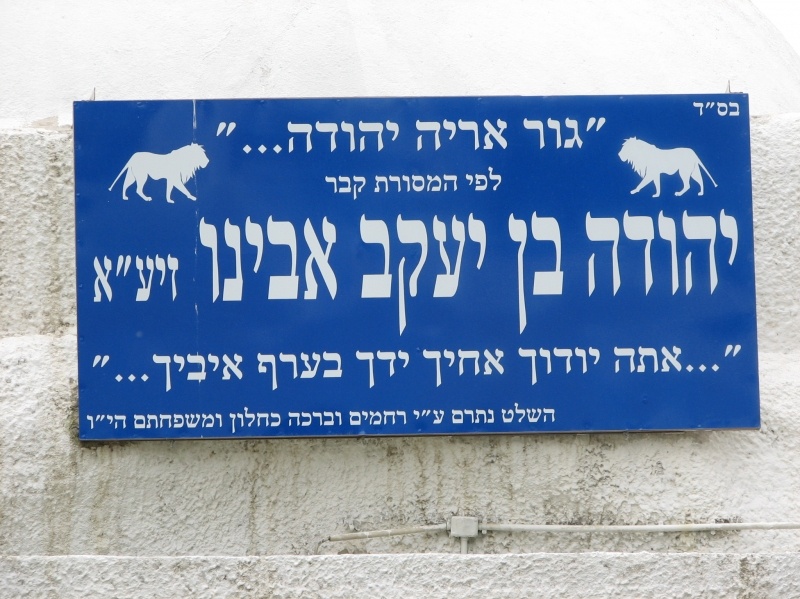 בס״ד
"גור אריה יהודה..."
לפי המסורת קבר
יהודה בן יעקב אבינו זיע"א
"...אתה יודוך אחיך ידך בערף איביך..."
השלט נתרם ע״י רחמים וברכה כחלון ומשפחתם הי״ו